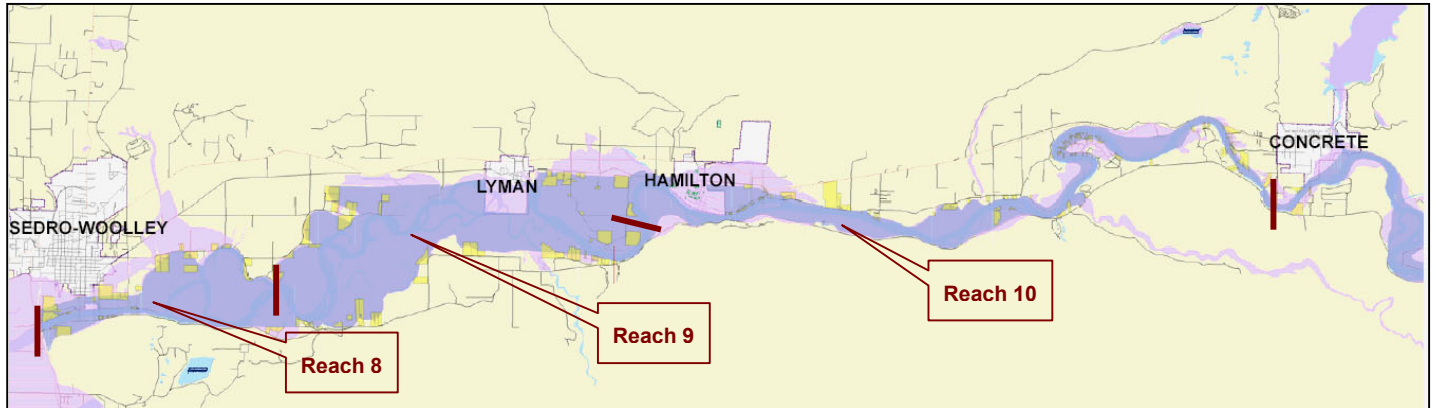 CONCRETE
LYMAN
HAMILTON
SEDRO-WOOLLEY
Reach 10
Reach 9
Reach 8